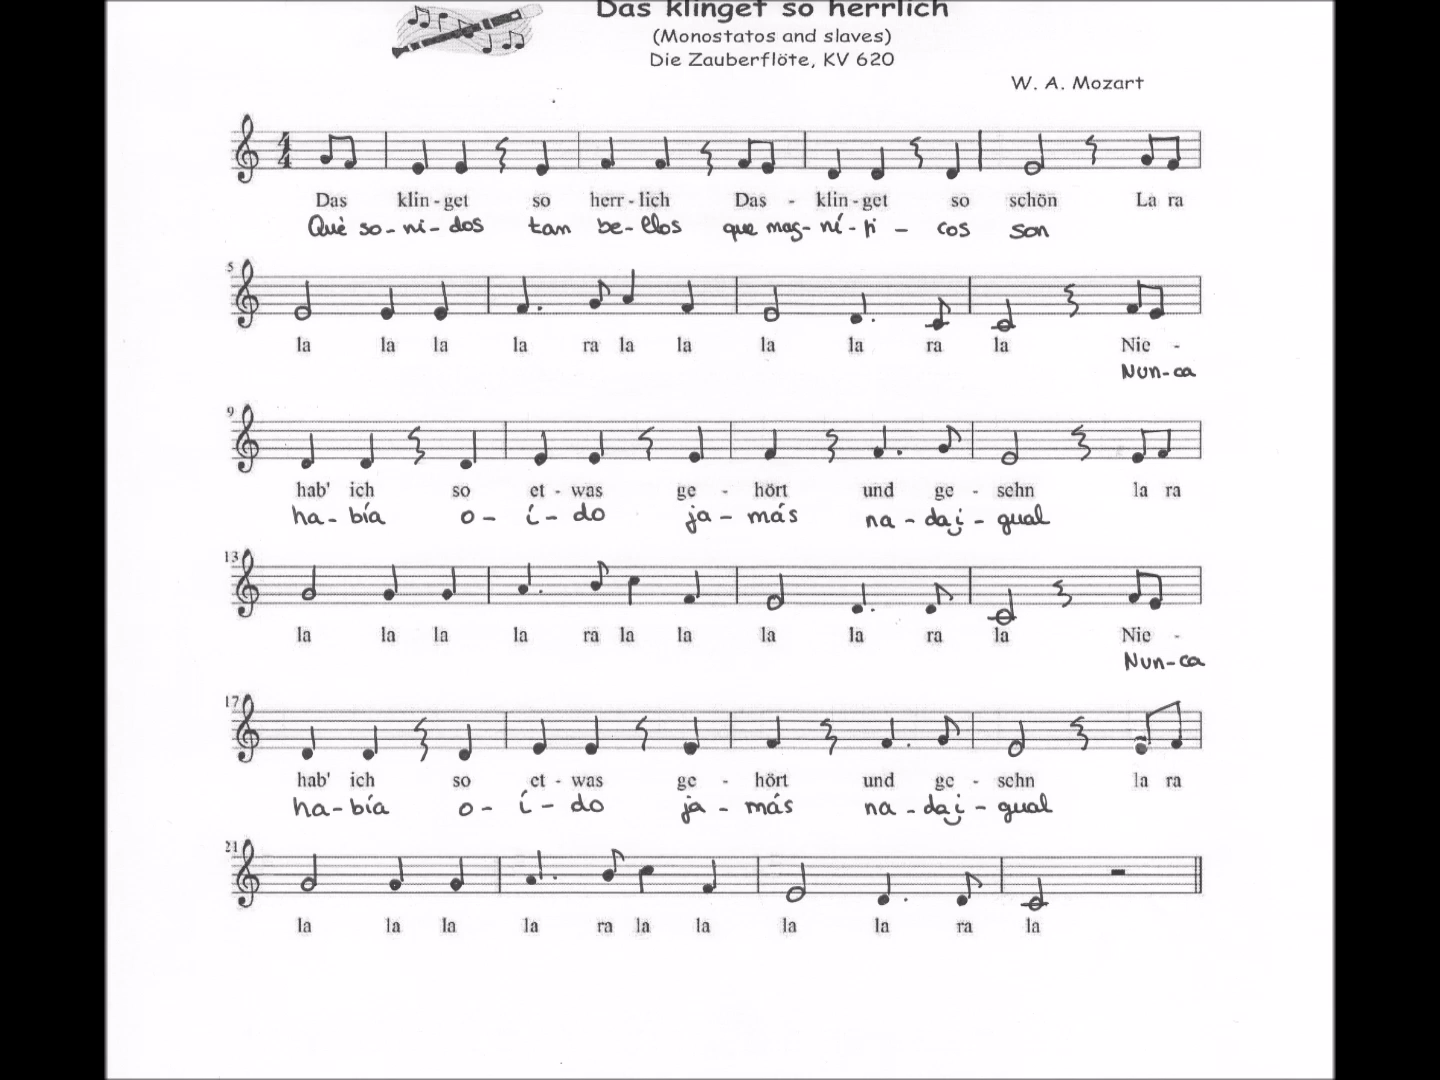 Das klinget so herrlich
(Monostatos and slaves)
Die Zauberflöte, KV 620
W. A. Mozart
4
4
Das klin - get so herr - lich Das - klin - get so schön La ra
Què so - ni - dos tan be - llos que mag - ní - fi - cos son
5
la la la la ra la la la la ra la Nie -
Nun - ca
9
hab' ich so et - was ge - hört und ge - sehn la ra
ha - bía o - í - do ja - más na - da i - gual
13
la la la la ra la la la la ra la Nie -
Nun - ca
17
hab' ich so et - was ge - hört und ge - sehn la ra
ha - bía o - í - do ja - más na - da i - gual
21
la la la la ra la la la la ra la